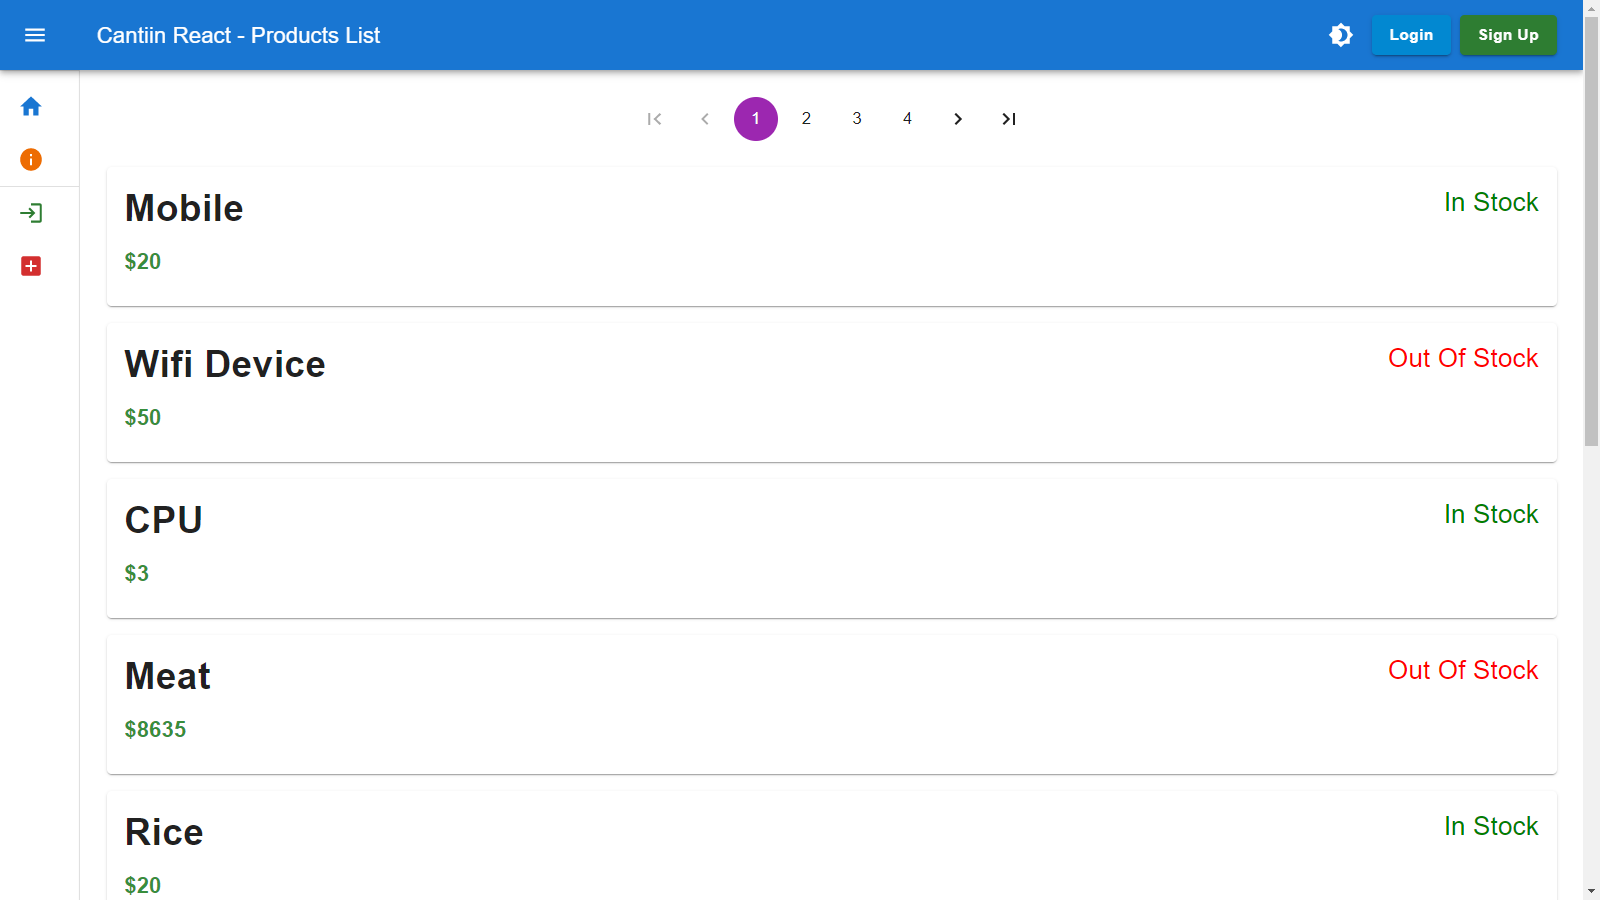 Cantiin React - Products List
Login
Sign Up
1 2 3 4
Mobile
In Stock
$20
Wifi Device
Out Of Stock
$50
CPU
In Stock
$3
Meat
Out Of Stock
$8635
Rice
In Stock
$20